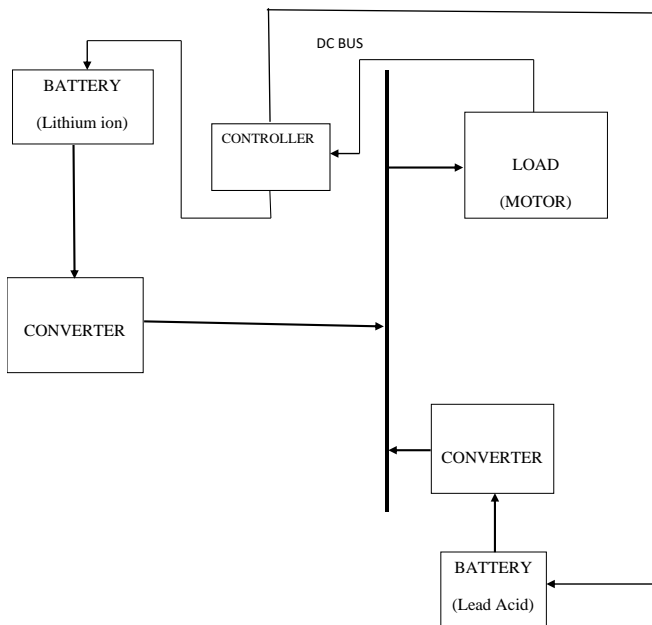 DC BUS
BATTERY
(Lithium ion)
CONTROLLER
LOAD
(MOTOR)
CONVERTER
CONVERTER
BATTERY
(Lead Acid)